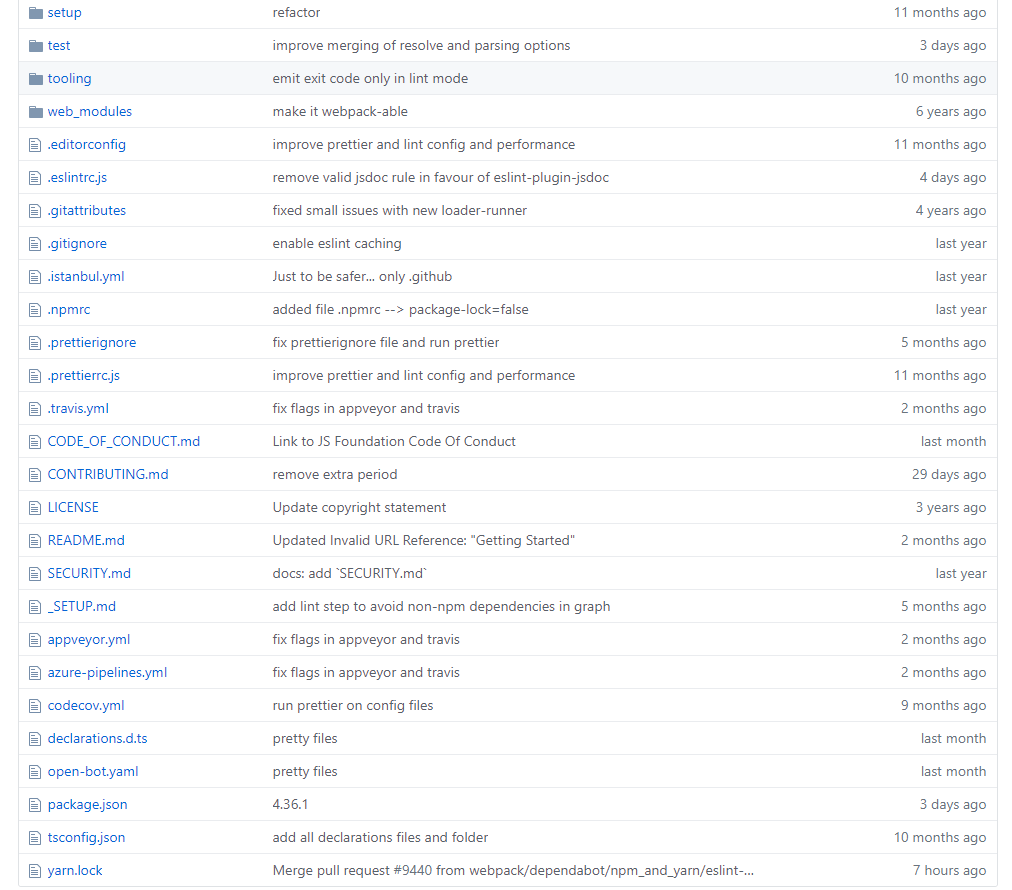 setup refactor 11 months ago
test improve merging of resolve and parsing options 3 days ago
tooling emit exit code only in lint mode 10 months ago
web_modules make it webpack-able 6 years ago
.editorconfig improve prettier and lint config and performance 11 months ago
.eslintrc.js remove valid jsdoc rule in favour of eslint-plugin-jsdoc 4 days ago
.gitattributes fixed small issues with new loader-runner 4 years ago
.gitignore enable eslint caching last year
.istanbul.yml Just to be safer... only .github last year
.npmrc added file .npmrc --> package-lock=false last year
.prettierignore fix prettierignore file and run prettier 5 months ago
.prettierrc.js improve prettier and lint config and performance 11 months ago
.travis.yml fix flags in appveyor and travis 2 months ago
CODE_OF_CONDUCT.md Link to JS Foundation Code Of Conduct last month
CONTRIBUTING.md remove extra period 29 days ago
LICENSE Update copyright statement 3 years ago
README.md Updated Invalid URL Reference: "Getting Started" 2 months ago
SECURITY.md docs: add `SECURITY.md` last year
_SETUP.md add lint step to avoid non-npm dependencies in graph 5 months ago
appveyor.yml fix flags in appveyor and travis 2 months ago
azure-pipelines.yml fix flags in appveyor and travis 2 months ago
codecov.yml run prettier on config files 9 months ago
declarations.d.ts pretty files last month
open-bot.yaml pretty files last month
package.json 4.36.1 3 days ago
tsconfig.json add all declarations files and folder 10 months ago
yarn.lock Merge pull request #9440 from webpack/dependabot/npm_and_yarn/eslint-... 7 hours ago